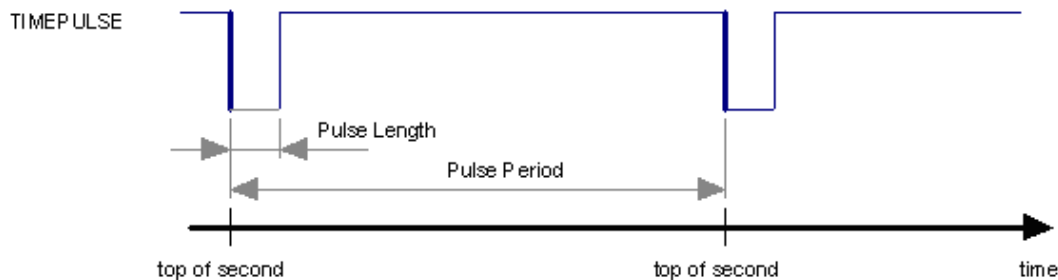 TIMEPULSE
Pulse Length
Pulse Period
top of second
top of second
time